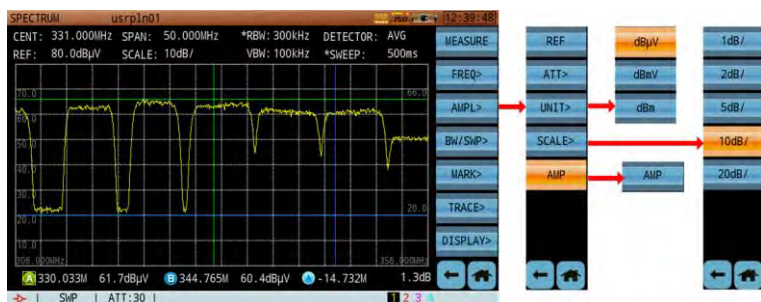 SPECTRUM usrpln01 12:39:48
CENT: 331.000MHz SPAN: 50.000MHz *RBW: 300kHz DETECTOR: AVG
REF: 80.0dBµV SCALE: 10dB/ VBW: 100kHz *SWEEP: 500ms
70.0 66.0
60.0
50.0
40.0
30.0
20.0 20.0
10.0
306.000MHz 356.000MHz
A 330.033M 61.7dBµV B 344.765M 60.4dBµV -14.732M 1.3dB
SWP | ATT:30 | 1 2 3 4
MEASURE
FREQ>
AMPL>
BW/SWP>
MARK>
TRACE>
DISPLAY>
REF
ATT>
UNIT>
SCALE>
AMP
dBµV
dBmV
dBm
AMP
1dB/
2dB/
5dB/
10dB/
20dB/